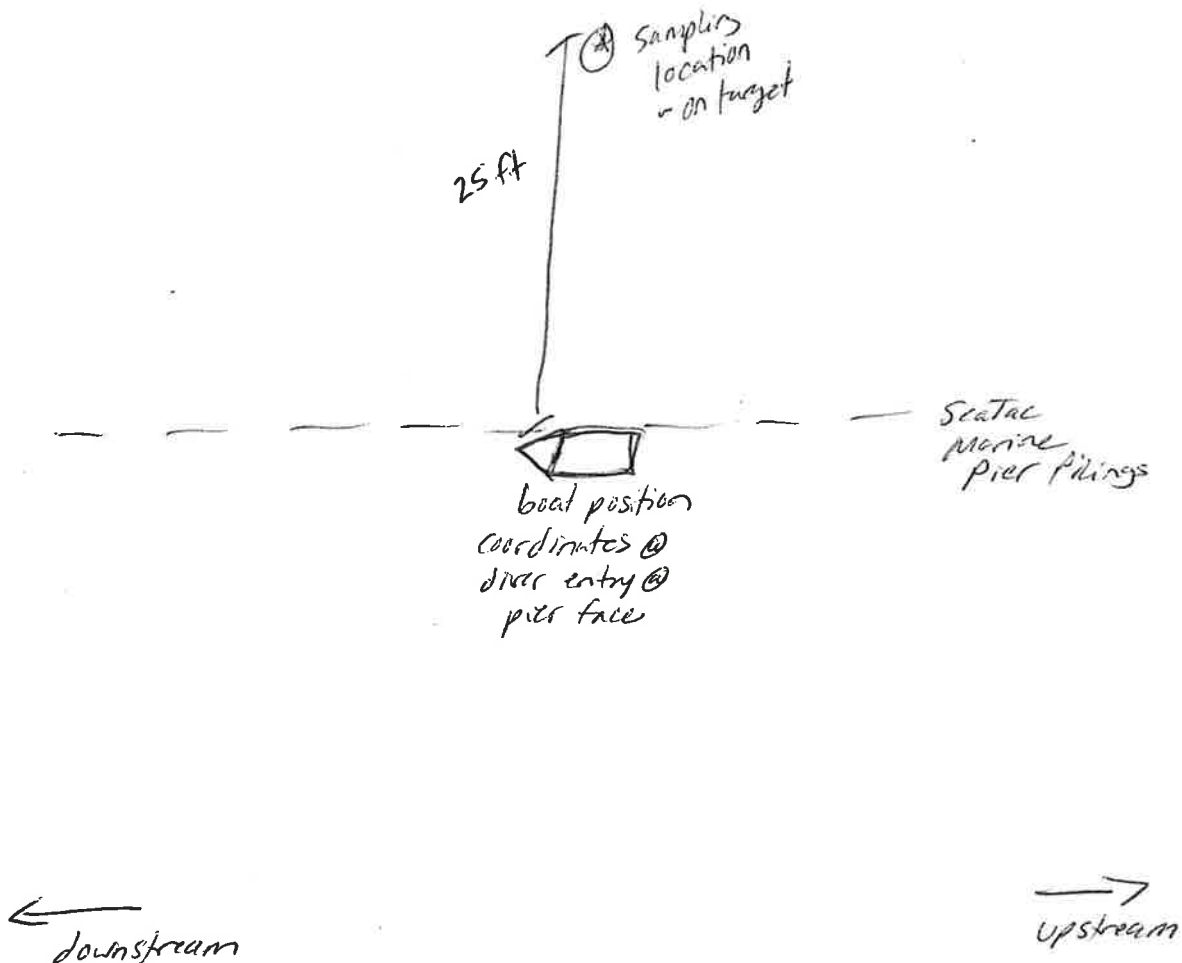 Sampling
location
- on target
25 ft
SeaTac
Marine
Pier Pilings
boat position
coordinates @
diver entry @
pier face
downstream
upstream